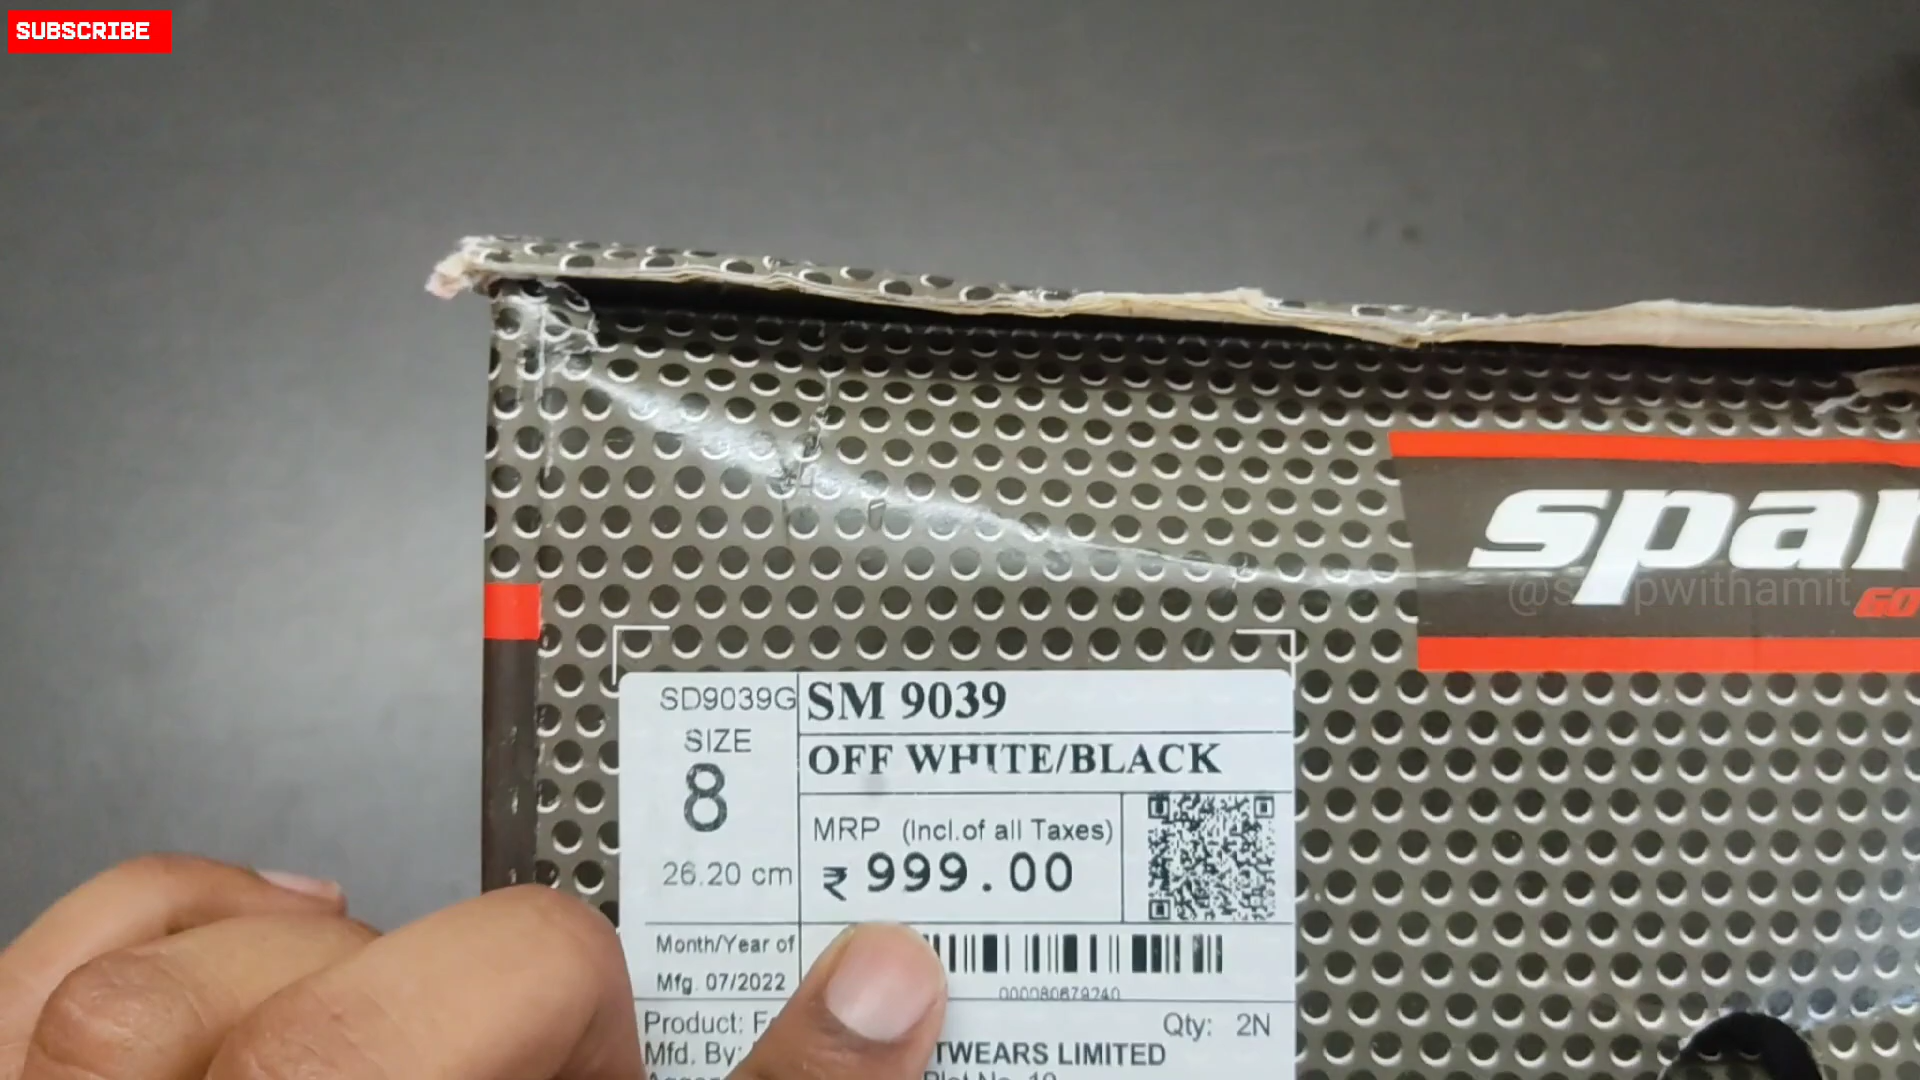 SUBSCRIBE
spar
GO
SD9039G
SM 9039
SIZE
8
26.20 cm
OFF WHITE/BLACK
MRP (Incl.of all Taxes)
₹ 999.00
Month/Year of
Mfg. 07/2022
000080679240
Product:
Qty: 2N
Mfd. By:
TWEARS LIMITED